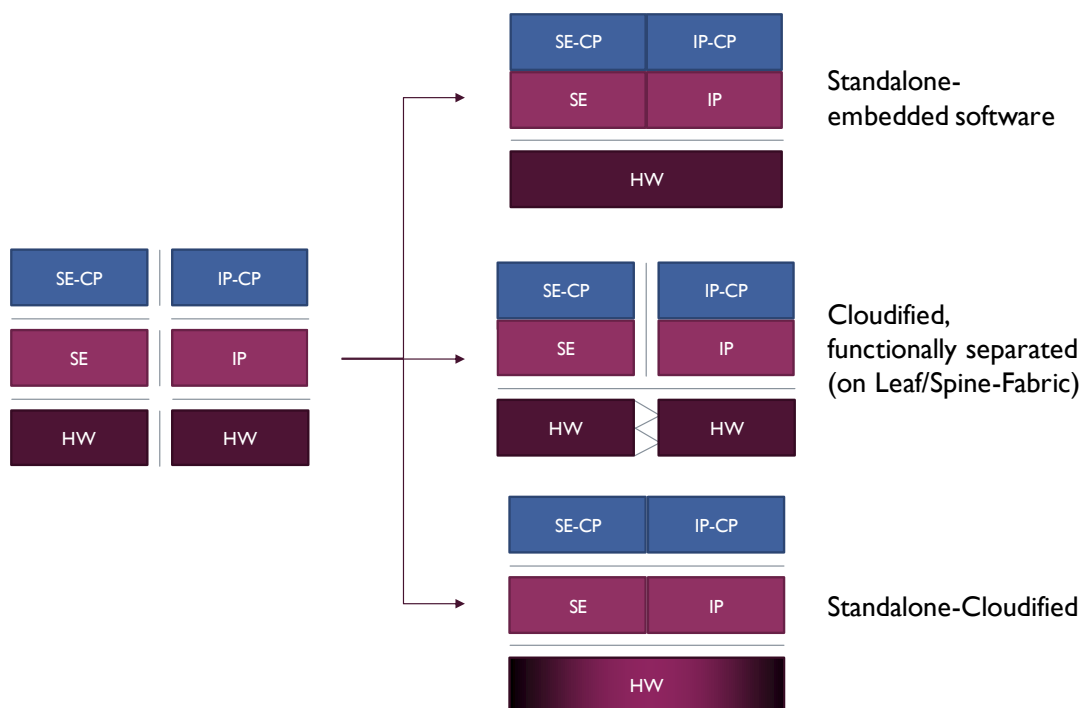 SE-CP IP-CP
SE IP
HW
Standalone-
embedded software
SE-CP IP-CP
SE IP
HW HW
SE-CP IP-CP
SE IP
HW HW
Cloudified,
functionally separated
(on Leaf/Spine-Fabric)
SE-CP IP-CP
SE IP
HW
Standalone-Cloudified